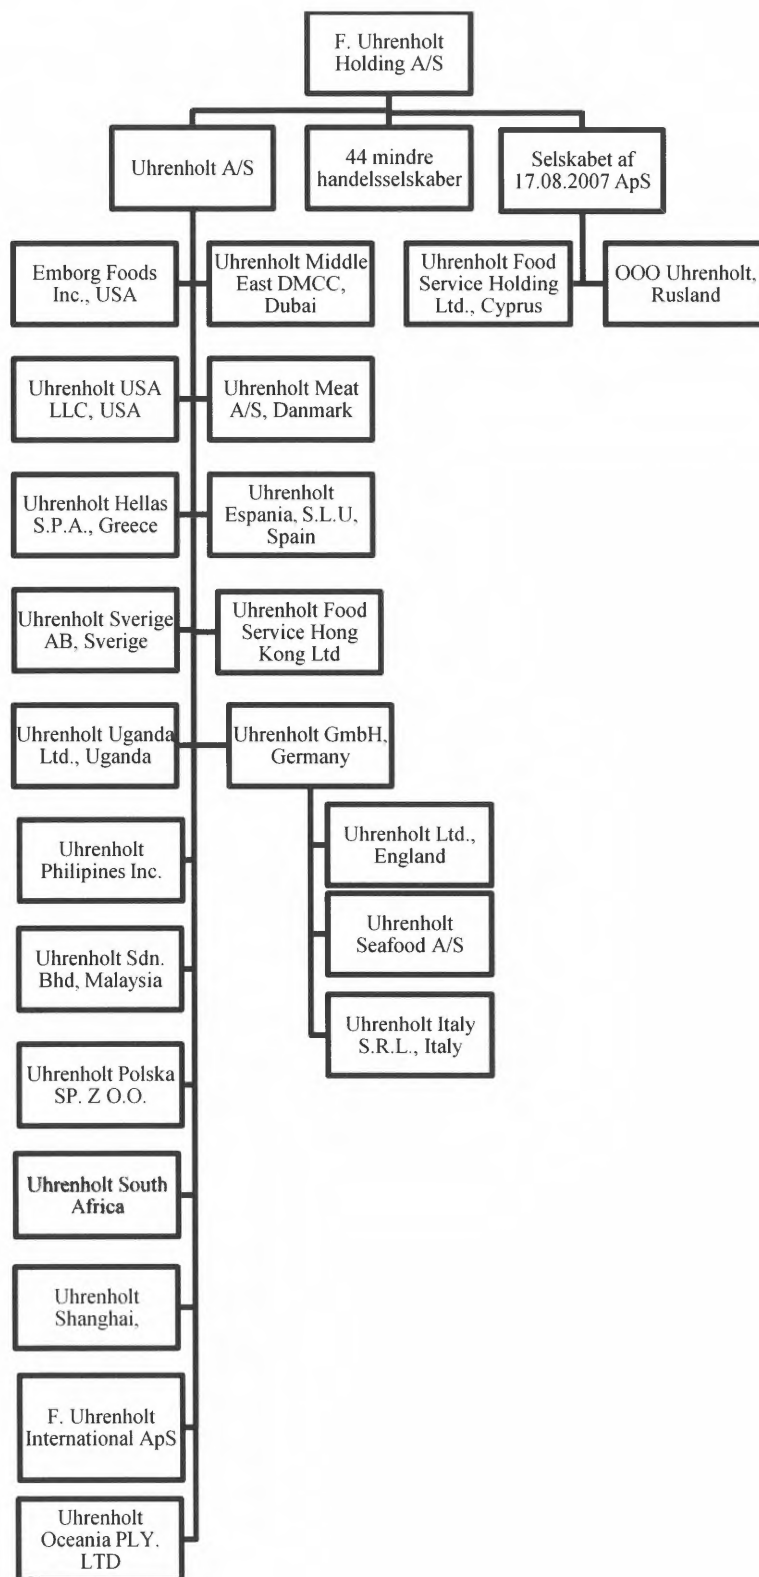 F. Uhrenholt
Holding A/S
Uhrenholt A/S
44 mindre
handelsselskaber
Selskabet af
17.08.2007 ApS
Emborg Foods
Inc., USA
Uhrenholt Middle
East DMCC,
Dubai
Uhrenholt Food
Service Holding
Ltd., Cyprus
OOO Uhrenholt,
Rusland
Uhrenholt USA
LLC, USA
Uhrenholt Meat
A/S, Danmark
Uhrenholt Hellas
S.P.A., Greece
Uhrenholt
Espania, S.L.U,
Spain
Uhrenholt Sverige
AB, Sverige
Uhrenholt Food
Service Hong
Kong Ltd
Uhrenholt Uganda
Ltd., Uganda
Uhrenholt GmbH,
Germany
Uhrenholt Ltd.,
England
Uhrenholt
Philipines Inc.
Uhrenholt
Seafood A/S
Uhrenholt Sdn.
Bhd, Malaysia
Uhrenholt Italy
S.R.L., Italy
Uhrenholt Polska
SP. Z O.O.
Uhrenholt South
Africa
Uhrenholt
Shanghai,
F. Uhrenholt
International ApS
Uhrenholt
Oceania PLY.
LTD